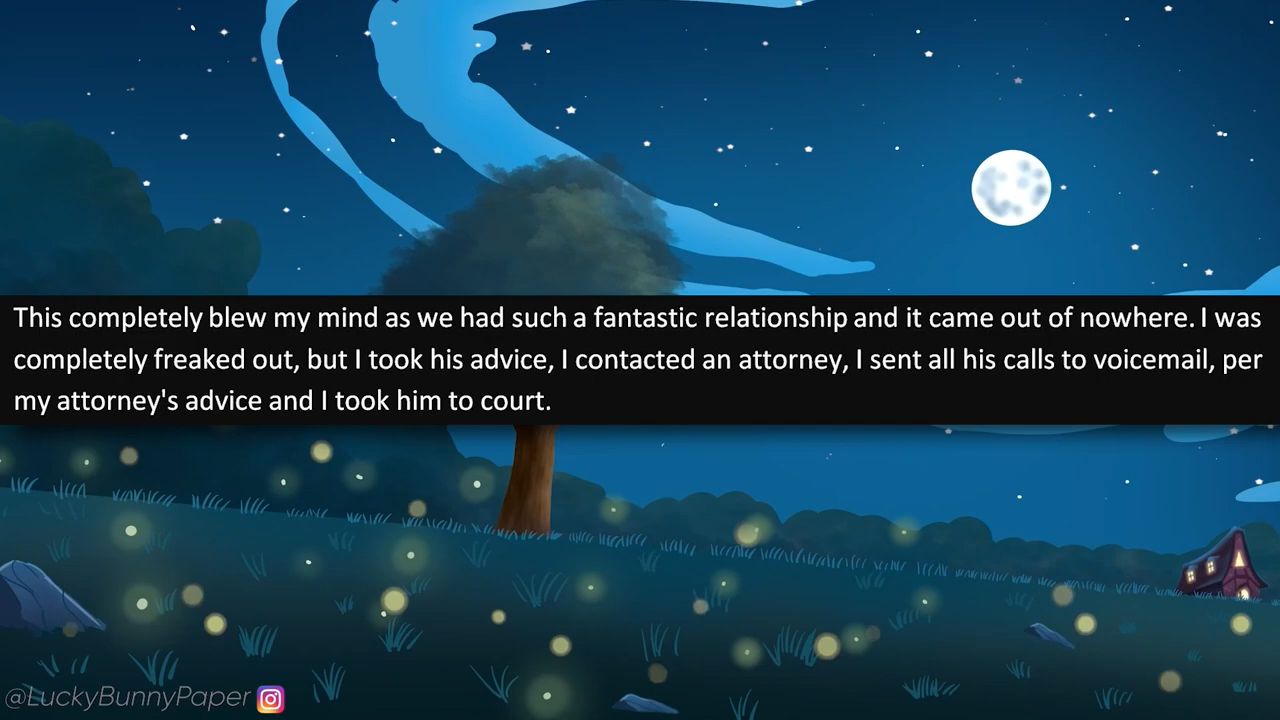 This completely blew my mind as we had such a fantastic relationship and it came out of nowhere. I was
completely freaked out, but I took his advice, I contacted an attorney, I sent all his calls to voicemail, per
my attorney's advice and I took him to court.
@LuckyBunnyPaper